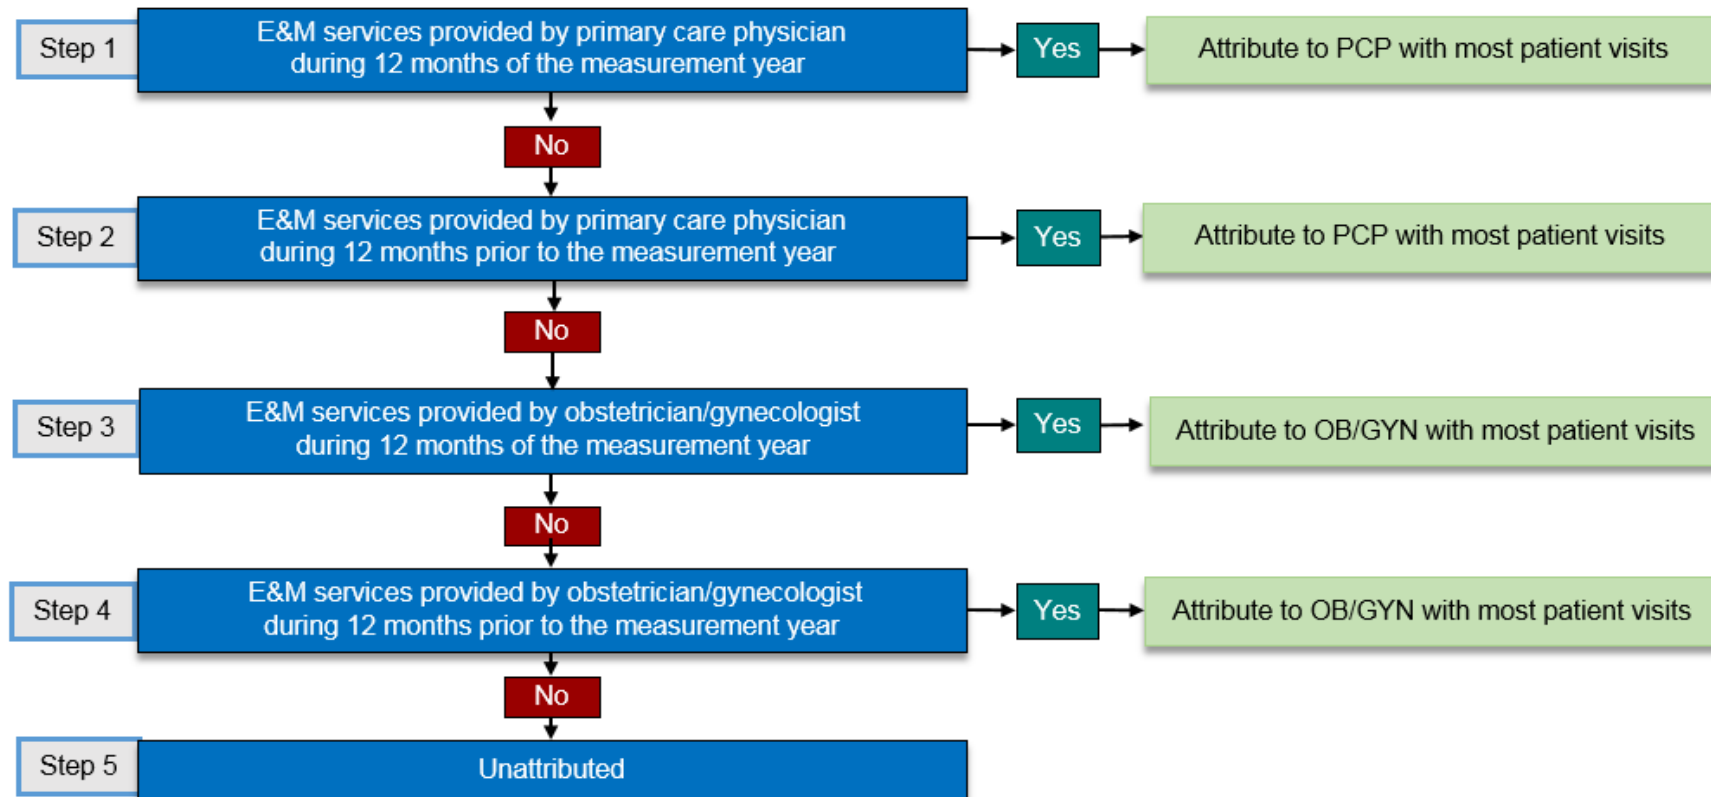 Step 1
E&M services provided by primary care physician
during 12 months of the measurement year
Yes
Attribute to PCP with most patient visits
No
Step 2
E&M services provided by primary care physician
during 12 months prior to the measurement year
Yes
Attribute to PCP with most patient visits
No
Step 3
E&M services provided by obstetrician/gynecologist
during 12 months of the measurement year
Yes
Attribute to OB/GYN with most patient visits
No
Step 4
E&M services provided by obstetrician/gynecologist
during 12 months prior to the measurement year
Yes
Attribute to OB/GYN with most patient visits
No
Step 5
Unattributed